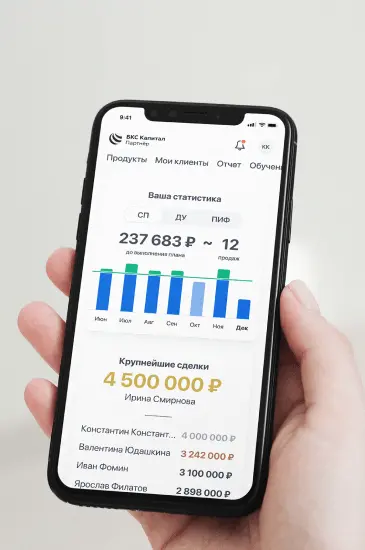 9:41
БКС Капитал
Партнёр
КК
Продукты Мои клиенты Отчет Обучен
Ваша статистика
СП ДУ ПИФ
237 683 ₽ ~ 12
до выполнения плана продаж
Июн Июл Авг Сен Окт Ноя Дек
Крупнейшие сделки
4 500 000 ₽
Ирина Смирнова
Константин Констант... 4 000 000 ₽
Валентина Юдашкина 3 242 000 ₽
Иван Фомин 3 100 000 ₽
Ярослав Филатов 2 898 000 ₽